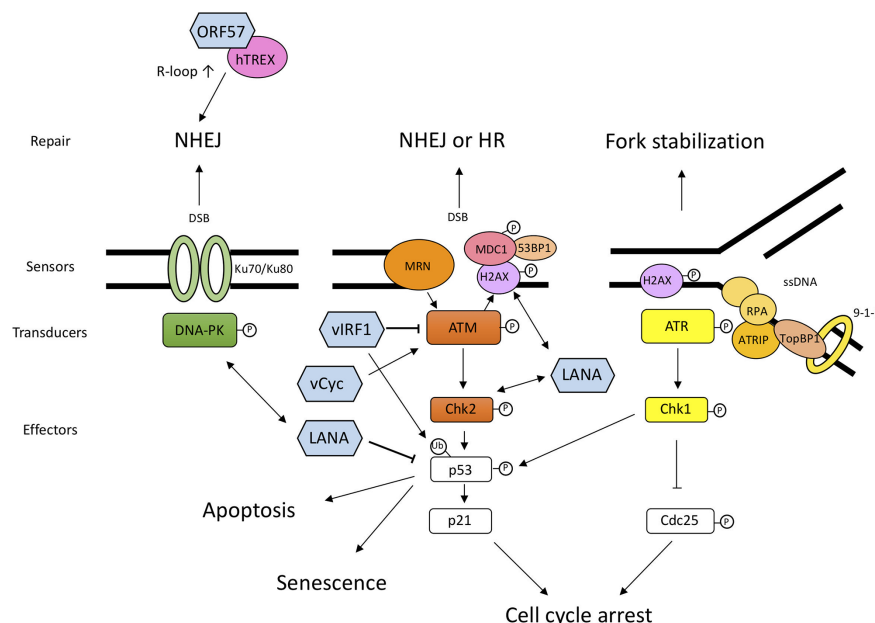 ORF57
hTREX
R-loop ↑
Repair
NHEJ
NHEJ or HR
Fork stabilization
DSB
DSB
P
MDC1
53BP1
Sensors
Ku70/Ku80
MRN
H2AX
P
H2AX
P
ssDNA
RPA
9-1-
Transducers
DNA-PK
P
vIRF1
ATM
P
ATR
P
ATRIP
TopBP1
vCyc
LANA
Chk2
P
Chk1
P
Effectors
LANA
Ub
p53
P
Apoptosis
p21
Cdc25
P
Senescence
Cell cycle arrest